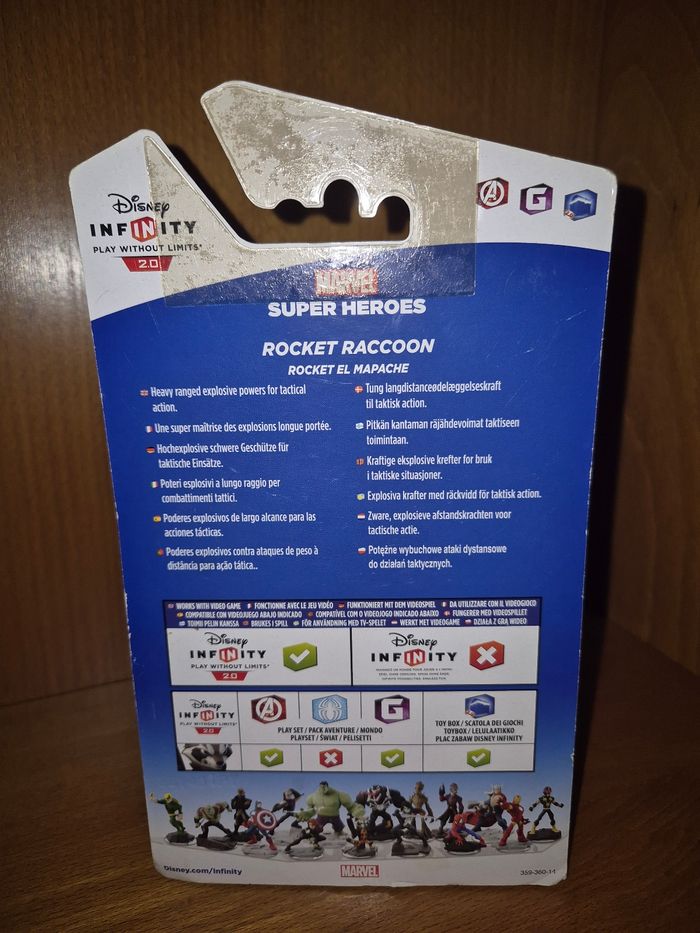 Disney
INFINITY
PLAY WITHOUT LIMITS
2.0
MARVEL
SUPER HEROES
ROCKET RACCOON
ROCKET EL MAPACHE
Heavy ranged explosive powers for tactical
action.
Une super maîtrise des explosions longue portée.
Hochexplosive schwere Geschütze für
taktische Einsätze.
Poteri esplosivi a lungo raggio per
combattimenti tattici.
Poderes explosivos de largo alcance para las
acciones tácticas.
Poderes explosivos contra ataques de peso à
distância para ação tática..
Tung langdistanceødelæggelseskraft
til taktisk action.
Pitkän kantaman räjähdevoimat taktiseen
toimintaan.
Kraftige eksplosive krefter for bruk
i taktiske situasjoner.
Explosiva krafter med räckvidd för taktisk action.
Zware, explosieve afstandskrachten voor
tactische actie.
Potężne wybuchowe ataki dystansowe
do działań taktycznych.
WORKS WITH VIDEO GAME FONCTIONNE AVEC LE JEU VIDÉO FUNKTIONIERT MIT DEM VIDEOSPIEL DA UTILIZZARE CON IL VIDEOGIOCO
COMPATIBLE CON VIDEOJUEGO ABAJO INDICADO COMPATÍVEL COM O VIDEOJOGO INDICADO ABAIXO FUNGERER MED VIDEOSPILLET
TOIMII PELIN KANSSA BRUKES I SPILL FÖR ANVÄNDNING MED TV-SPELET WERKT MET VIDEOGAME DZIAŁA Z GRĄ WIDEO
Disney
INFINITY
PLAY WITHOUT LIMITS
2.0
Disney
INFINITY
Disney
INFINITY
PLAY WITHOUT LIMITS
2.0
PLAY SET / PACK AVENTURE / MONDO
PLAYSET / ŚWIAT / PELISETTI
TOY BOX / SCATOLA DEI GIOCHI
TOYBOX / LELULAATIKKO
PLAC ZABAW DISNEY INFINITY
Disney.com/Infinity
MARVEL
359-360-14